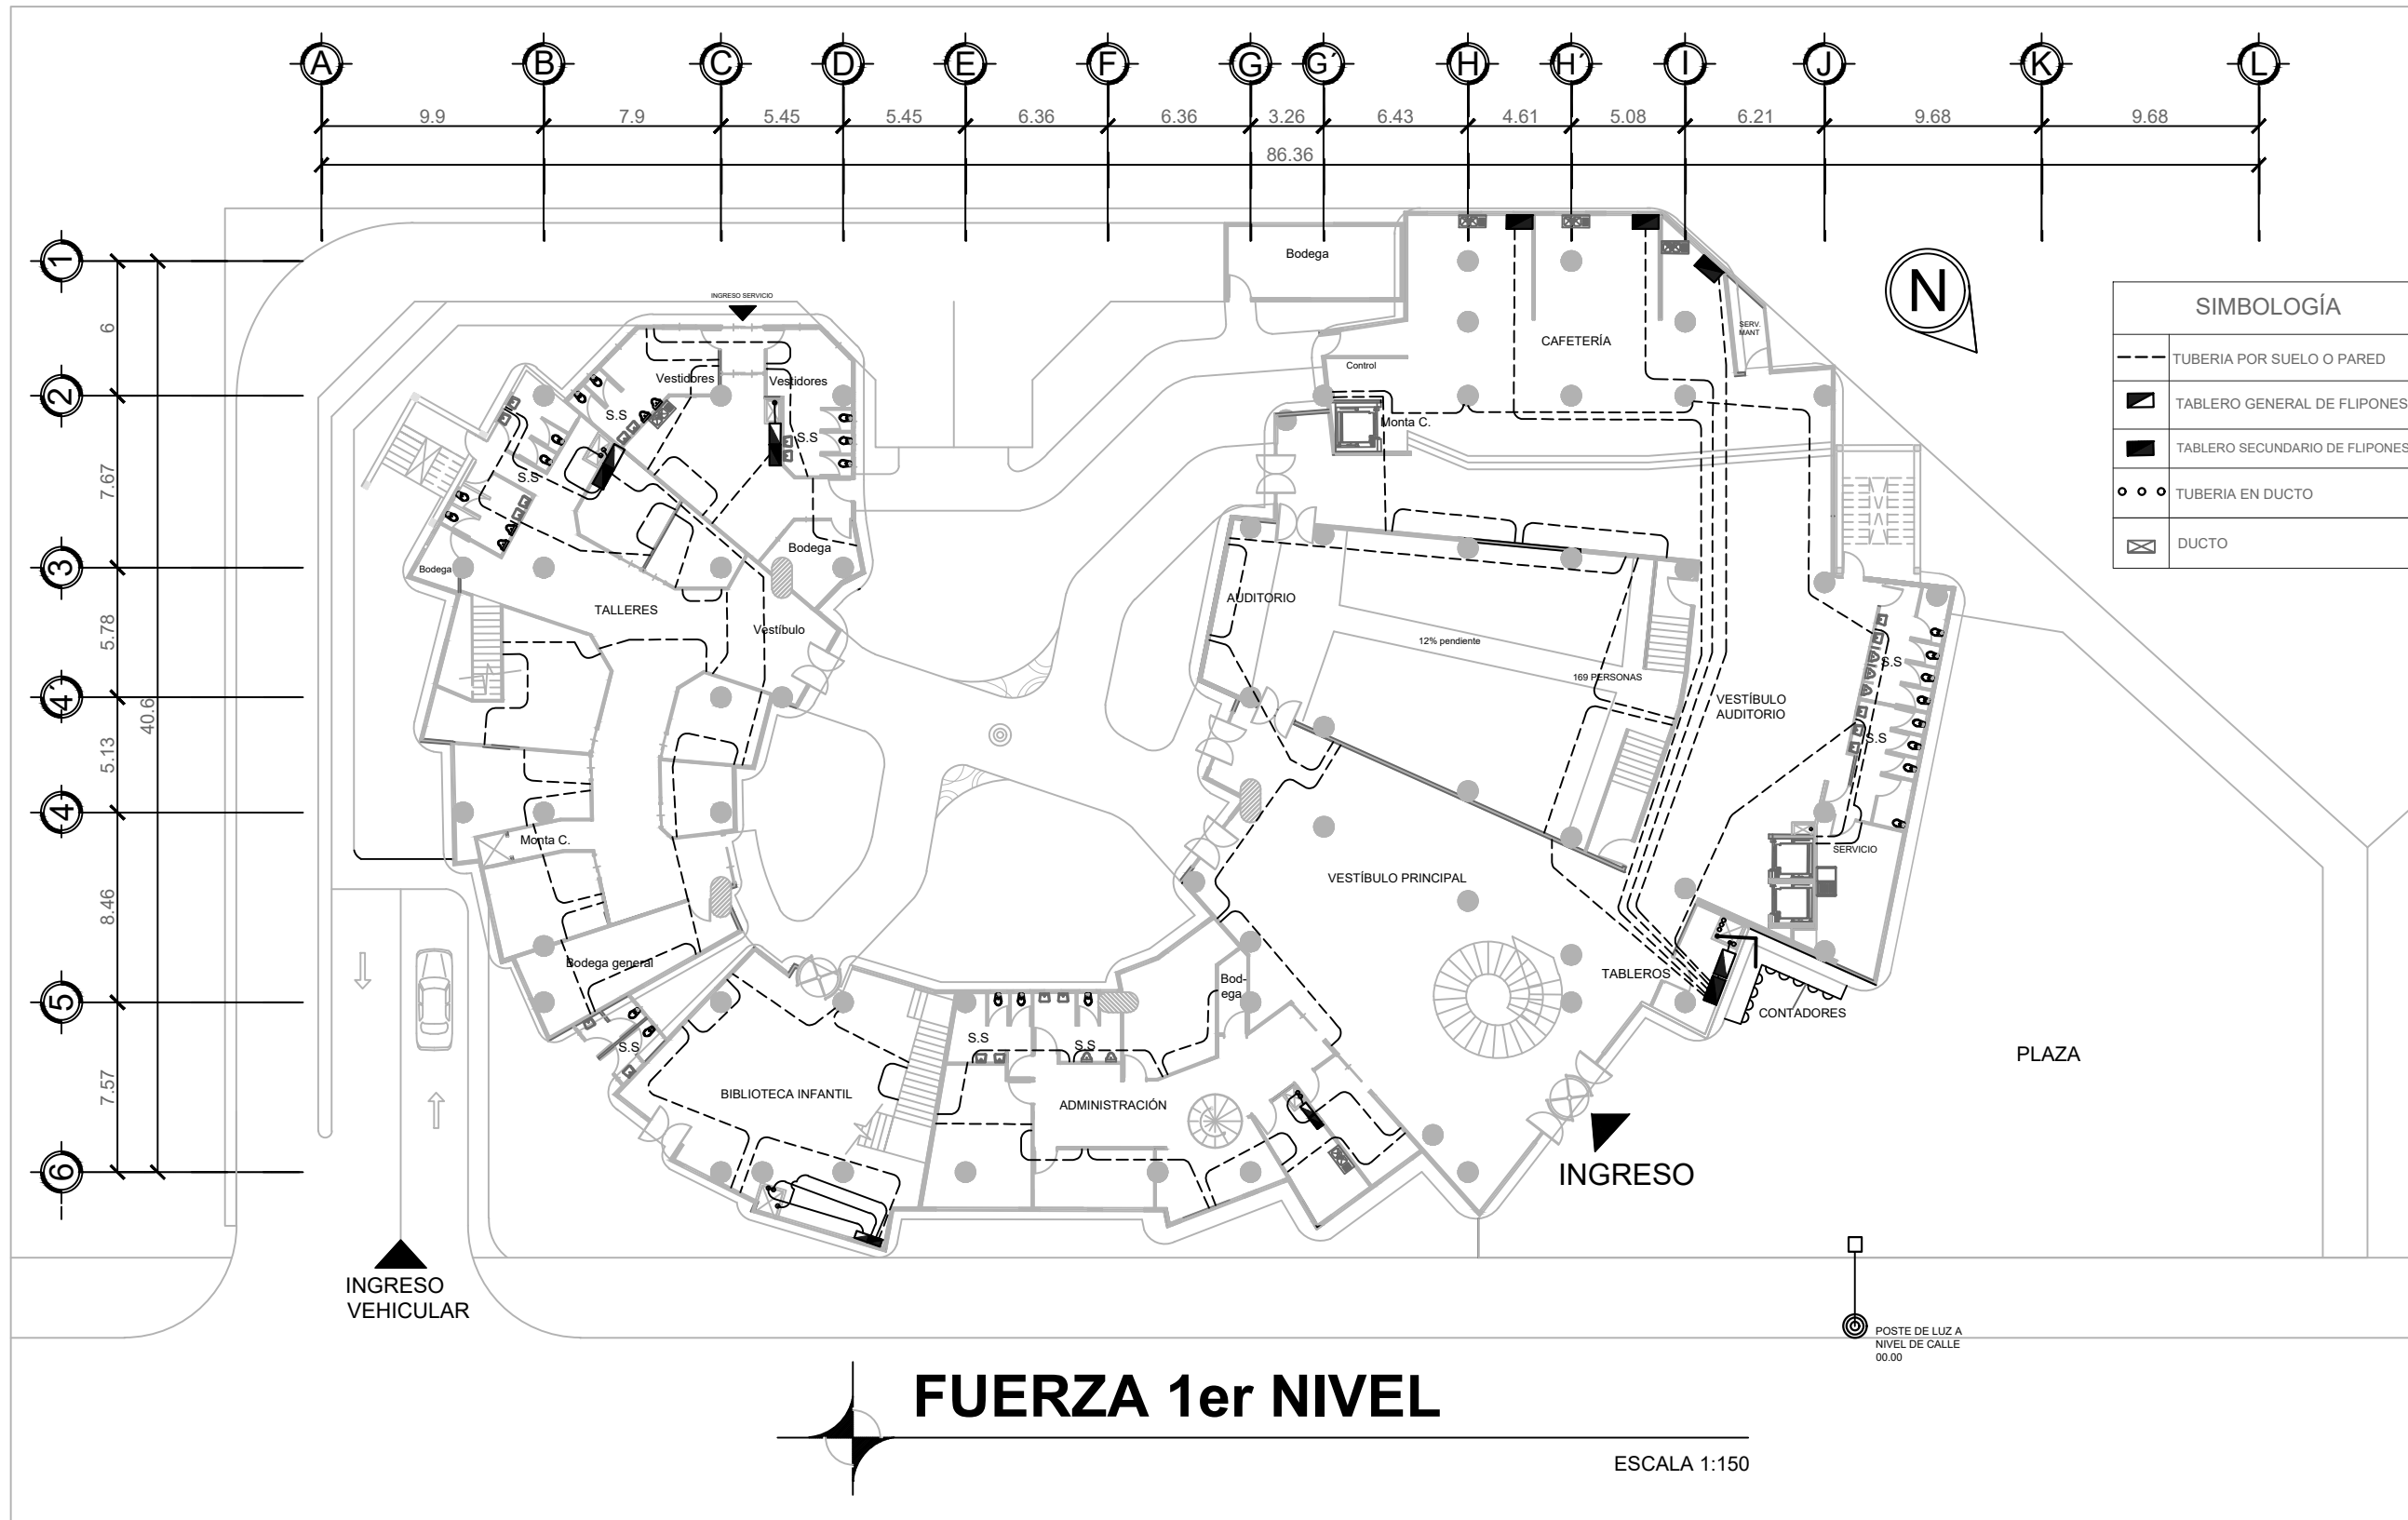 A B C D E F G G´ H H´ I J K L
9.9 7.9 5.45 5.45 6.36 6.36 3.26 6.43 4.61 5.08 6.21 9.68 9.68
86.36
1
6
2
7.67
3
5.78
4´
40.6
5.13
4
8.46
5
7.57
6
N
SIMBOLOGÍA
TUBERIA POR SUELO O PARED
TABLERO GENERAL DE FLIPONES
TABLERO SECUNDARIO DE FLIPONES
TUBERIA EN DUCTO
DUCTO
Bodega
INGRESO SERVICIO
SERV.
MANT
CAFETERÍA
Control
Vestidores
Vestidores
S.S
Monta C.
S.S
S.S
Bodega
Bodega
TALLERES
AUDITORIO
Vestíbulo
12% pendiente
S.S
169 PERSONAS
VESTÍBULO
AUDITORIO
S.S
Monta C.
SERVICIO
VESTÍBULO PRINCIPAL
Bodega general
TABLEROS
Bod-
ega
CONTADORES
S.S
S.S
S.S
PLAZA
BIBLIOTECA INFANTIL
ADMINISTRACIÓN
INGRESO
INGRESO
VEHICULAR
POSTE DE LUZ A
NIVEL DE CALLE
00.00
FUERZA 1er NIVEL
ESCALA 1:150